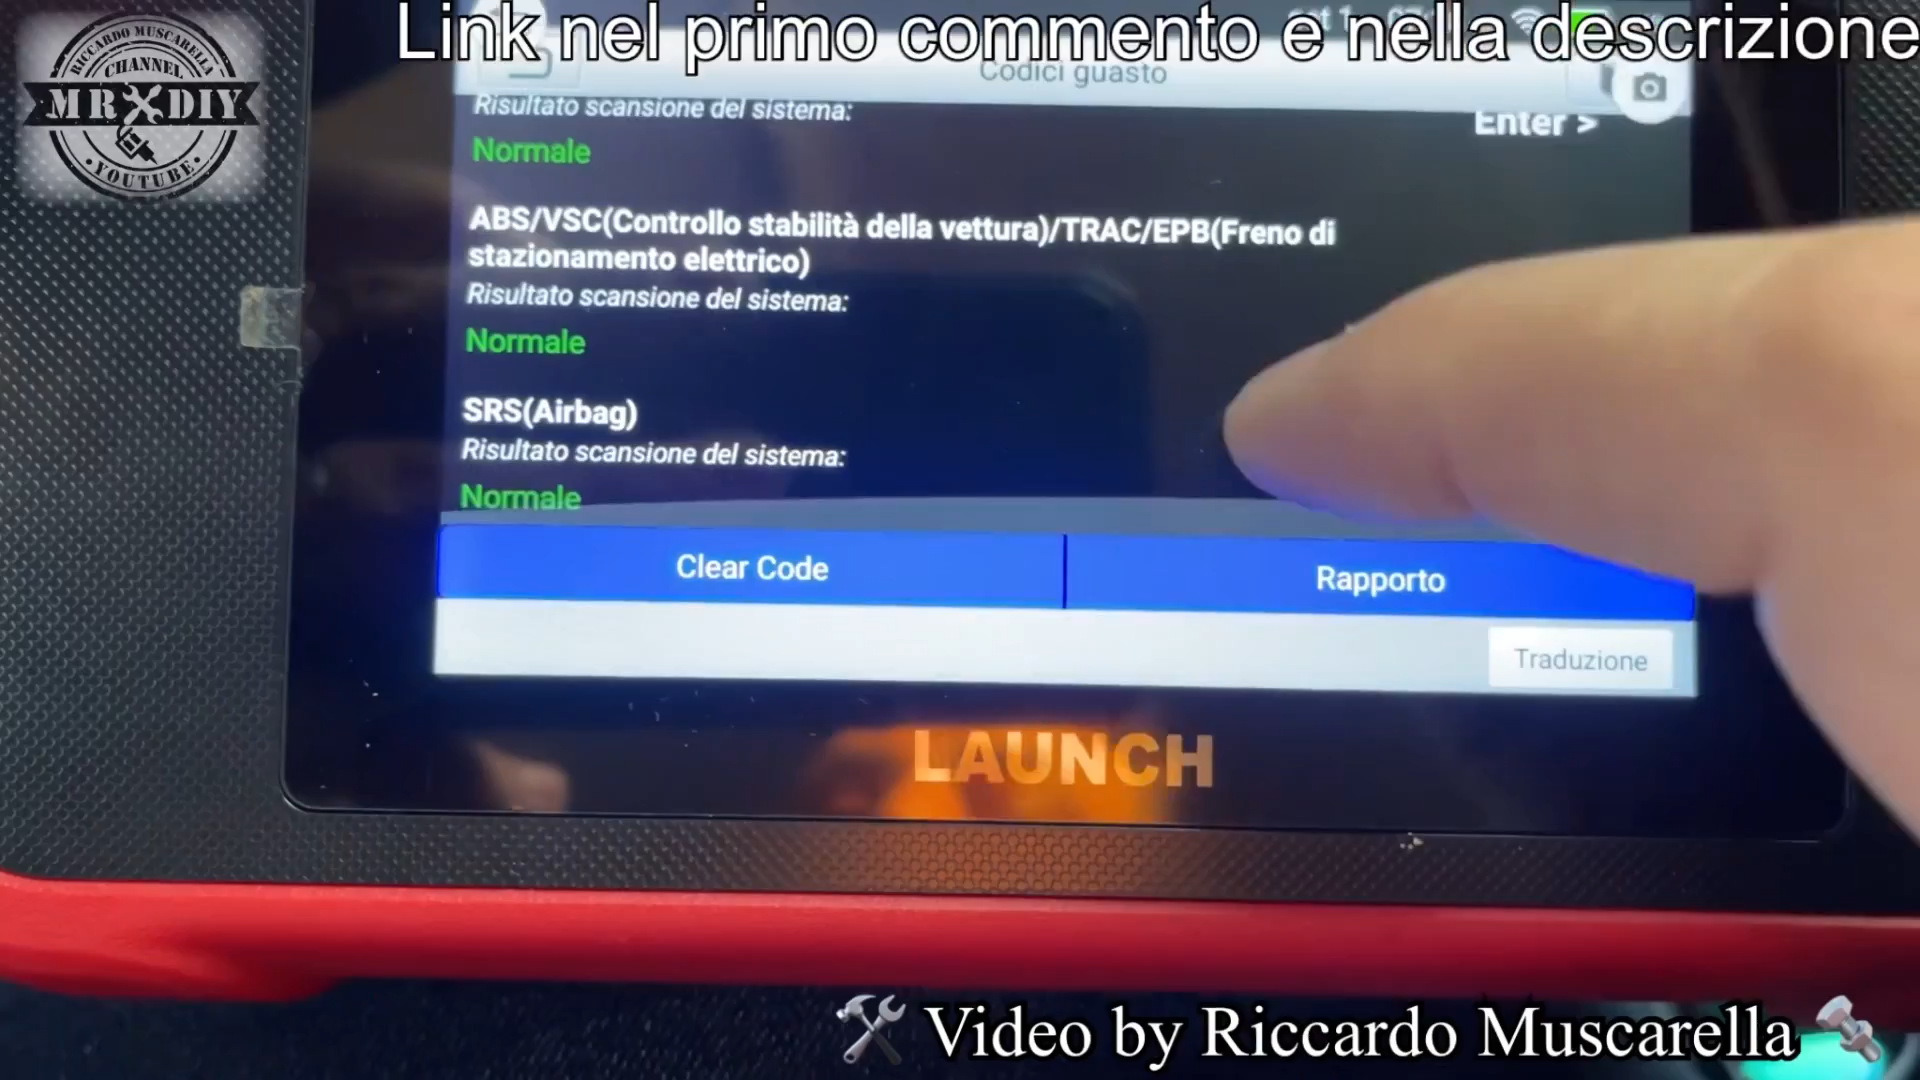 Link nel primo commento e nella descrizione
RICCARDO MUSCARELLA
CHANNEL
MR DIY
YOUTUBE
Codici guasto
Risultato scansione del sistema:
Enter >
Normale
ABS/VSC(Controllo stabilità della vettura)/TRAC/EPB(Freno di
stazionamento elettrico)
Risultato scansione del sistema:
Normale
SRS(Airbag)
Risultato scansione del sistema:
Normale
Clear Code
Rapporto
Traduzione
LAUNCH
Video by Riccardo Muscarella